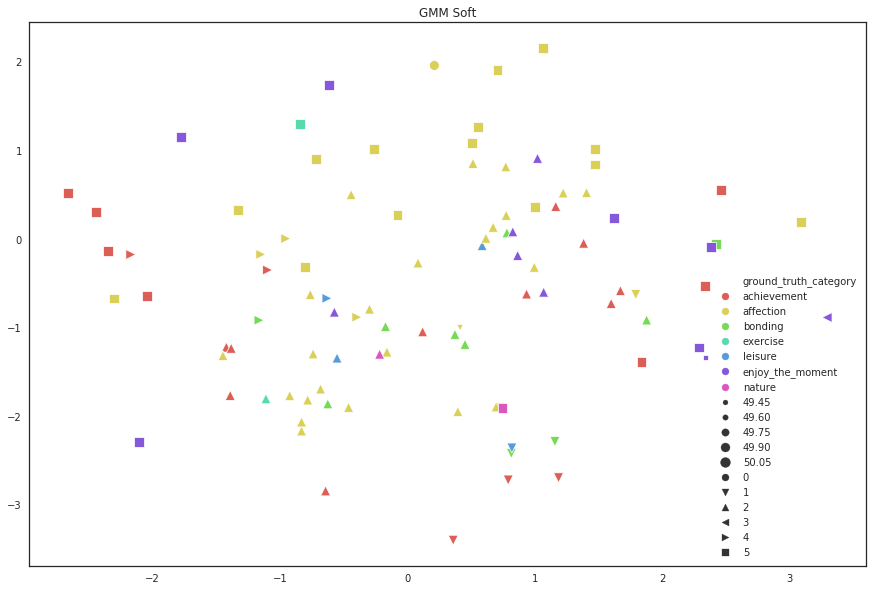 GMM Soft
2
1
0
−1
−2
−3
−2
−1
0
1
2
3
ground_truth_category
achievement
affection
bonding
exercise
leisure
enjoy_the_moment
nature
49.45
49.60
49.75
49.90
50.05
0
1
2
3
4
5